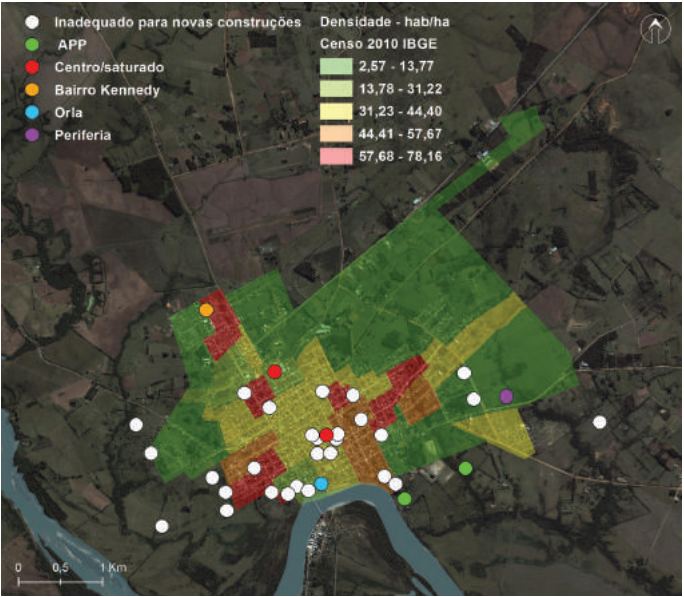 Inadequado para novas construções
APP
Centro/saturado
Bairro Kennedy
Orla
Periferia
Densidade - hab/ha
Censo 2010 IBGE
2,57 - 13,77
13,78 - 31,22
31,23 - 44,40
44,41 - 57,67
57,68 - 78,16
0 0,5 1 Km